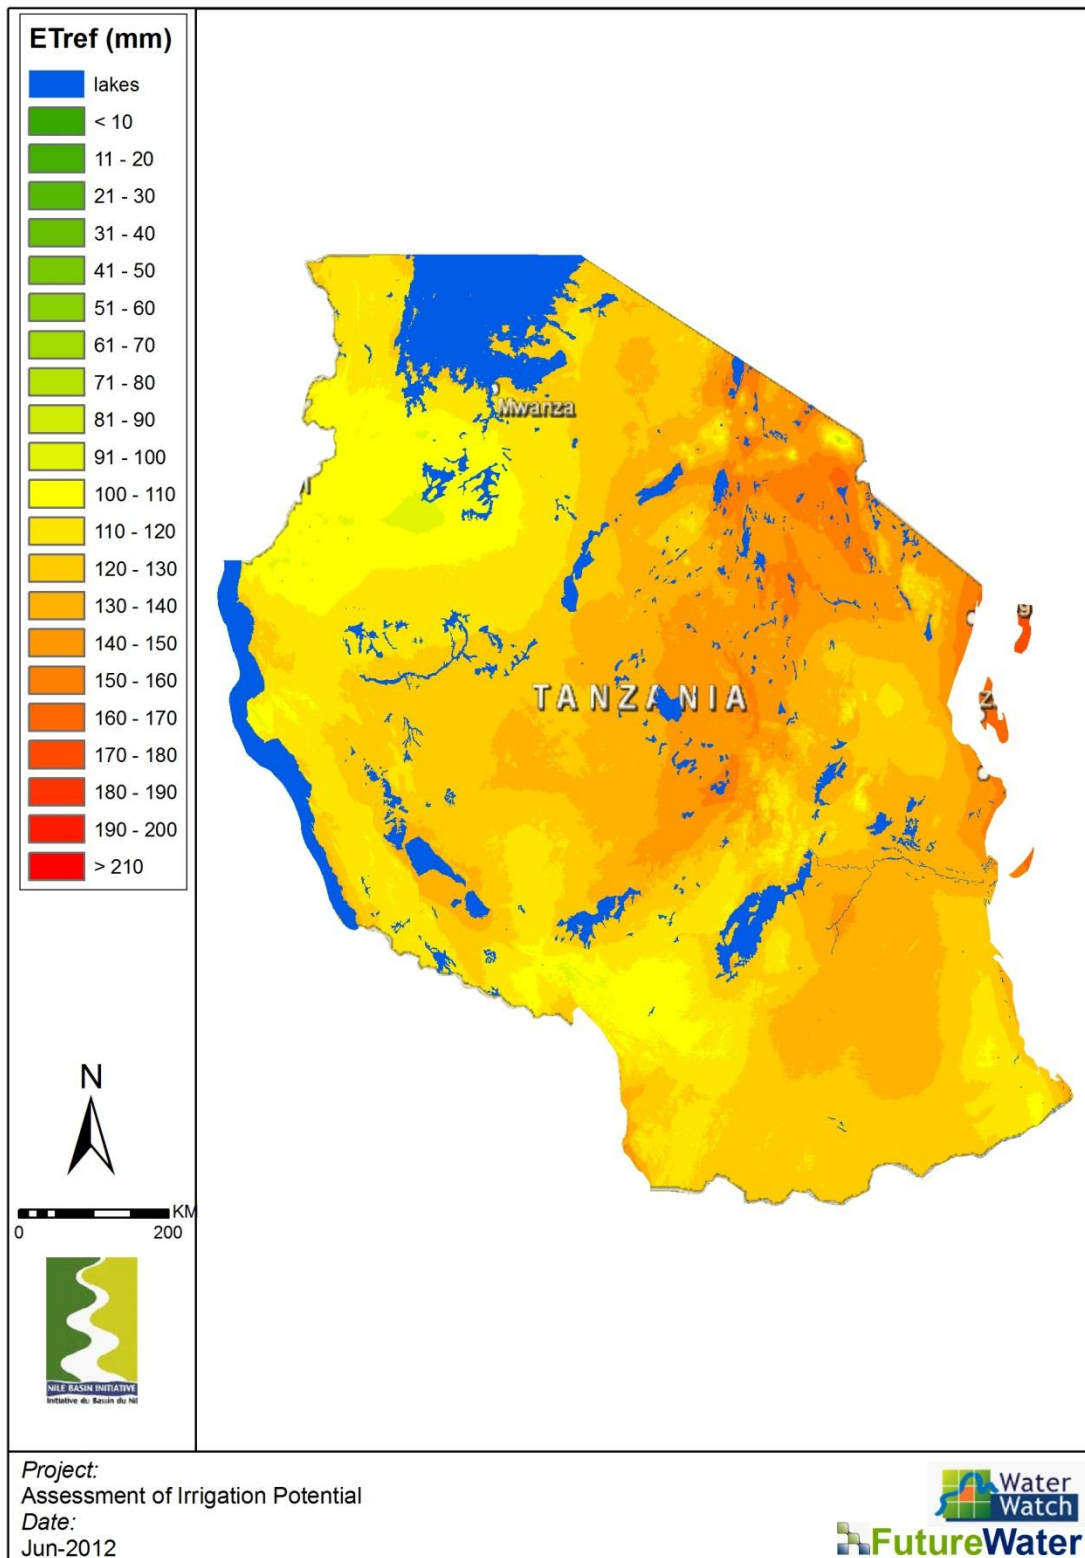 ETref (mm)
lakes
< 10
11 - 20
21 - 30
31 - 40
41 - 50
51 - 60
61 - 70
71 - 80
81 - 90
91 - 100
100 - 110
110 - 120
120 - 130
130 - 140
140 - 150
150 - 160
160 - 170
170 - 180
180 - 190
190 - 200
> 210
Mwanza
TANZANIA
Z
N
KM
0 200
NILE BASIN INITIATIVE
Initiative du Bassin du Nil
Project:
Assessment of Irrigation Potential
Date:
Jun-2012
Water
Watch
FutureWater